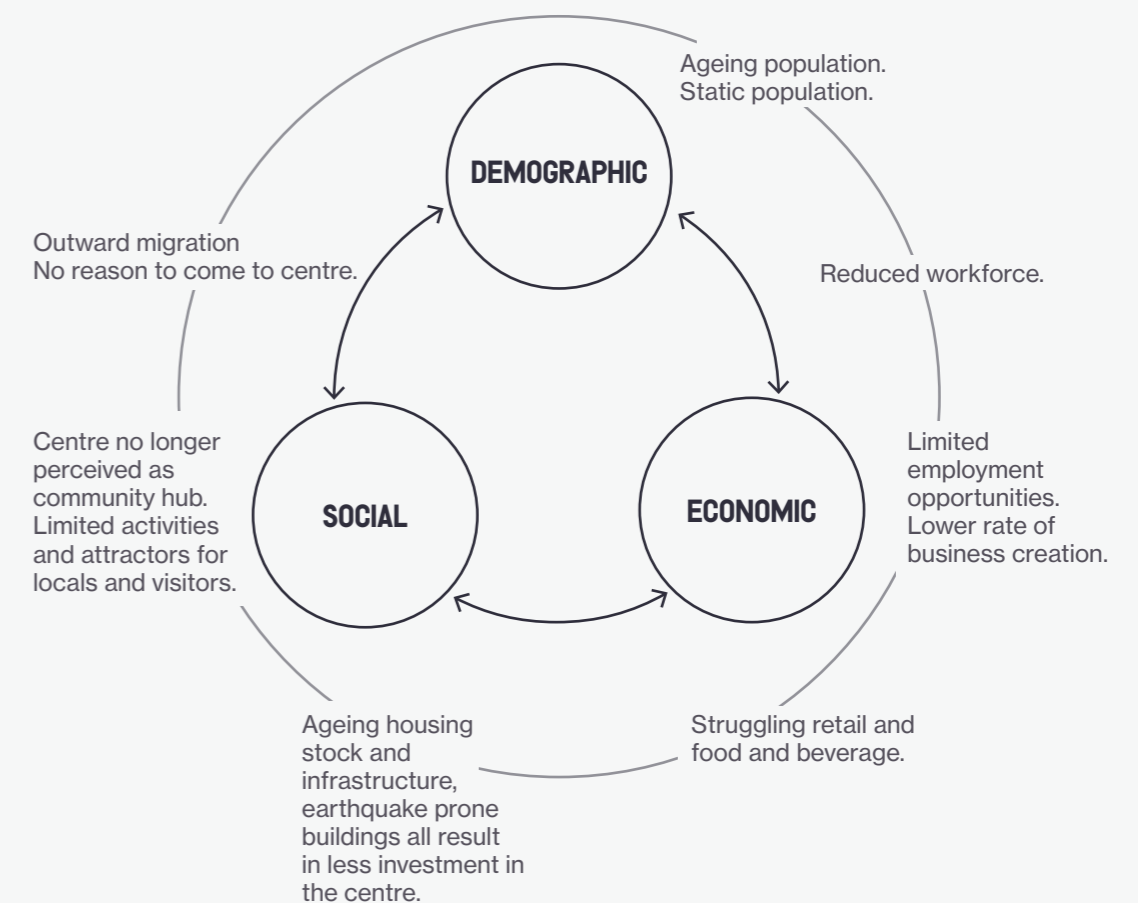 Ageing population.
Static population.
DEMOGRAPHIC
Outward migration
No reason to come to centre.
Reduced workforce.
Centre no longer
perceived as
community hub.
Limited activities
and attractors for
locals and visitors.
SOCIAL
ECONOMIC
Limited
employment
opportunities.
Lower rate of
business creation.
Ageing housing
stock and
infrastructure,
earthquake prone
buildings all result
in less investment in
the centre.
Struggling retail and
food and beverage.